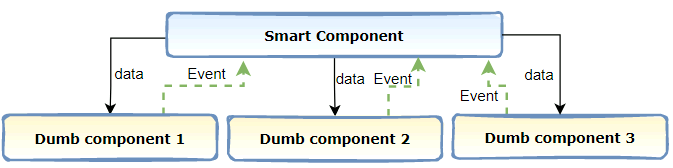 Smart Component
data
Event
data
Event
data
Event
Dumb component 1
Dumb component 2
Dumb component 3